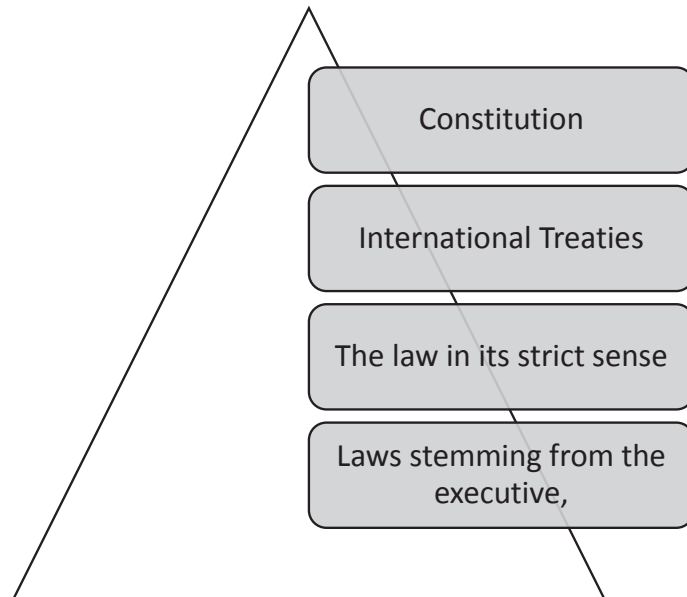 Constitution
International Treaties
The law in its strict sense
Laws stemming from the
executive,